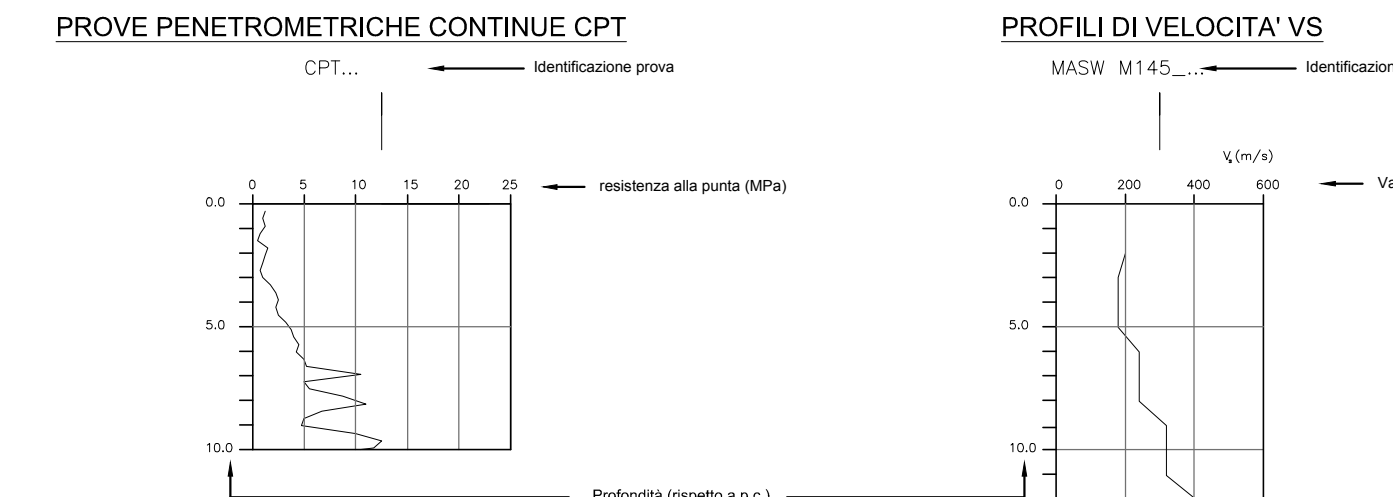 PROVE PENETROMETRICHE CONTINUE CPT
CPT...
Identificazione prova
0 5 10 15 20 25
resistenza alla punta (MPa)
0.0
5.0
10.0
PROFILI DI VELOCITA' VS
MASW M145_...
Vs(m/s)
0 200 400 600
0.0
5.0
10.0
Profondità (rispetto a p.c.)